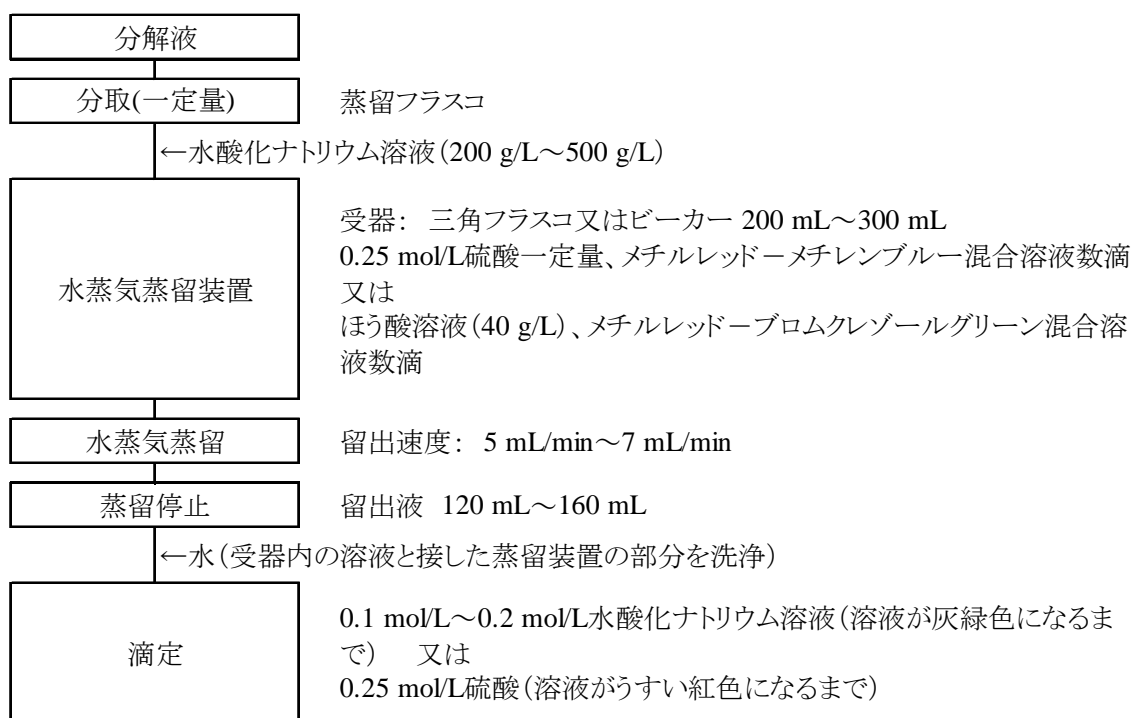 分解液
分取(一定量)
蒸留フラスコ
←水酸化ナトリウム溶液(200 g/L～500 g/L)
水蒸気蒸留装置
受器： 三角フラスコ又はビーカー 200 mL～300 mL
0.25 mol/L硫酸一定量、メチルレッド－メチレンブルー混合溶液数滴
又は
ほう酸溶液(40 g/L)、メチルレッド－ブロムクレゾールグリーン混合溶
液数滴
水蒸気蒸留
留出速度： 5 mL/min～7 mL/min
蒸留停止
留出液 120 mL～160 mL
←水(受器内の溶液と接した蒸留装置の部分を洗浄)
滴定
0.1 mol/L～0.2 mol/L水酸化ナトリウム溶液(溶液が灰緑色になるま
で) 又は
0.25 mol/L硫酸(溶液がうすい紅色になるまで)